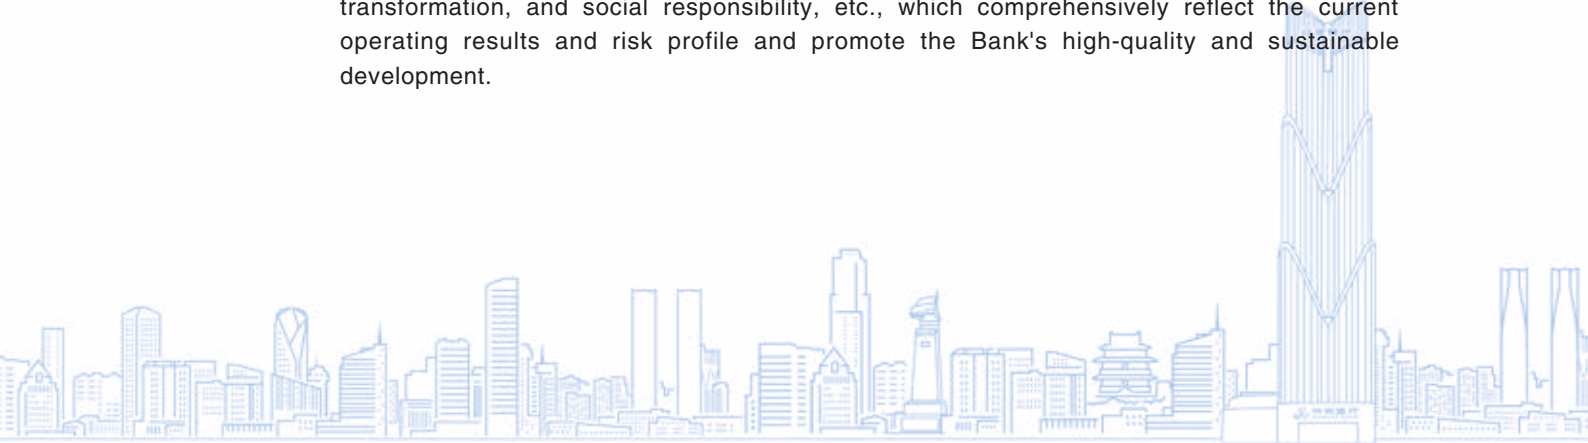 transformation, and social responsibility, etc., which comprehensively reflect the current
operating results and risk profile and promote the Bank's high-quality and sustainable
development.